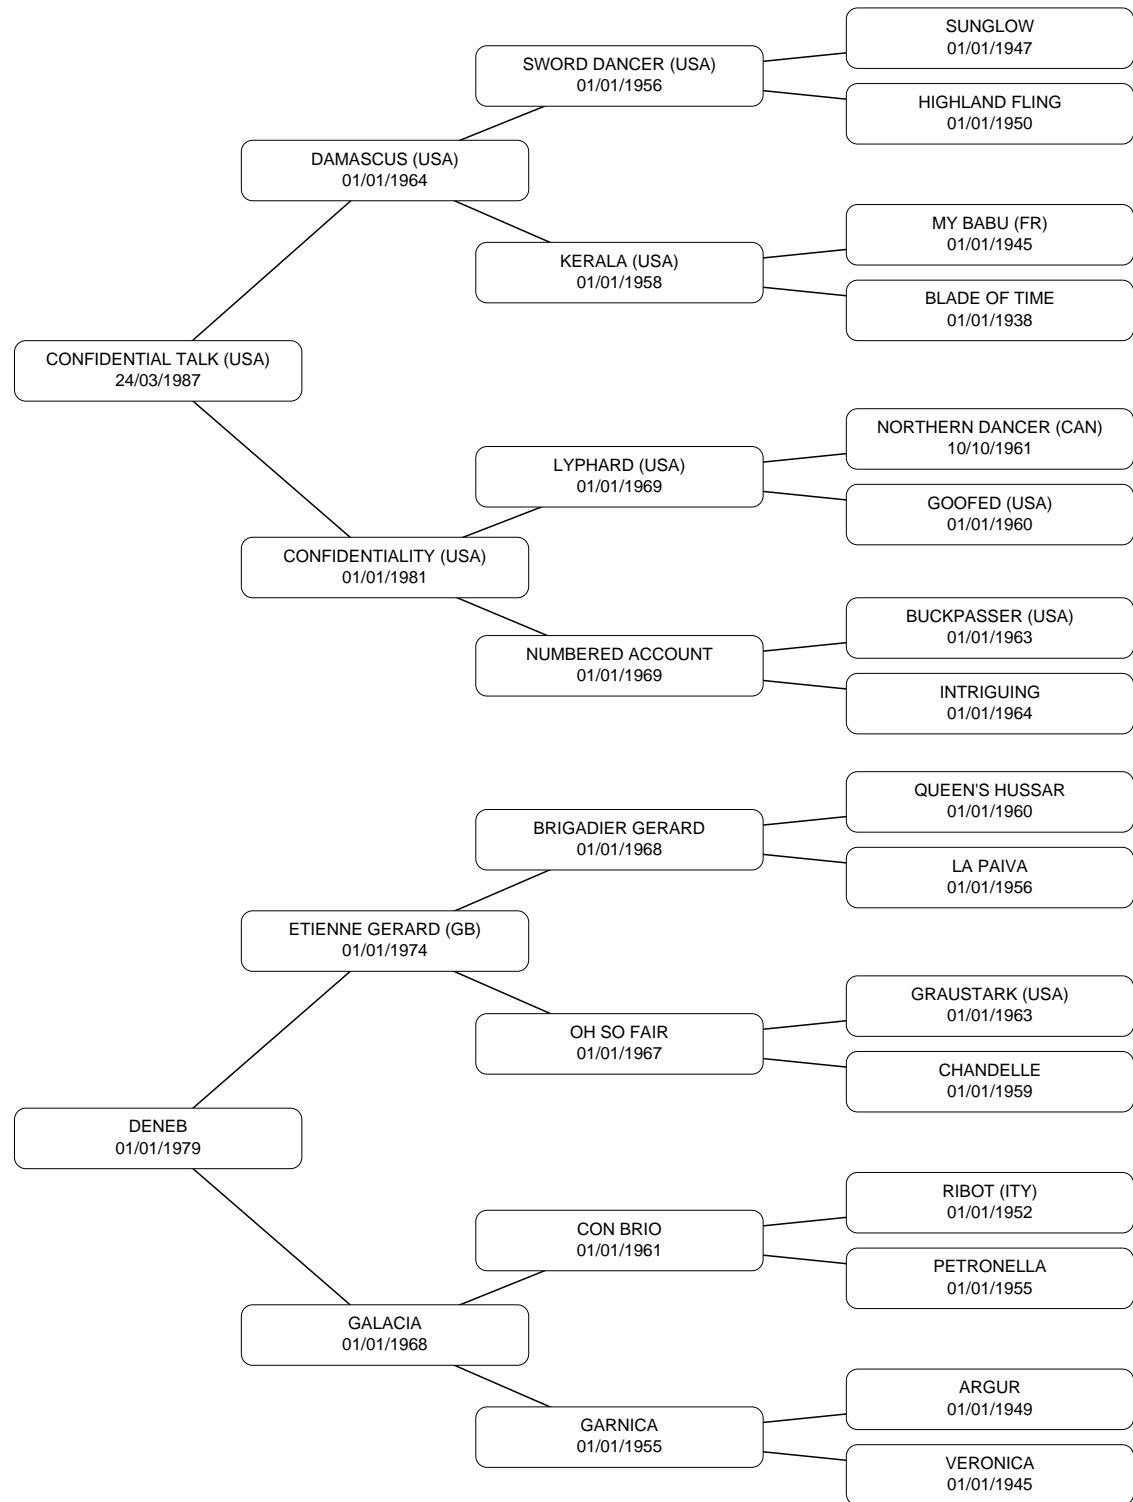 SUNGLOW
01/01/1947
SWORD DANCER (USA)
01/01/1956
HIGHLAND FLING
01/01/1950
DAMASCUS (USA)
01/01/1964
MY BABU (FR)
01/01/1945
KERALA (USA)
01/01/1958
BLADE OF TIME
01/01/1938
CONFIDENTIAL TALK (USA)
24/03/1987
NORTHERN DANCER (CAN)
10/10/1961
LYPHARD (USA)
01/01/1969
GOOFED (USA)
01/01/1960
CONFIDENTIALITY (USA)
01/01/1981
BUCKPASSER (USA)
01/01/1963
NUMBERED ACCOUNT
01/01/1969
INTRIGUING
01/01/1964
QUEEN'S HUSSAR
01/01/1960
BRIGADIER GERARD
01/01/1968
LA PAIVA
01/01/1956
ETIENNE GERARD (GB)
01/01/1974
GRAUSTARK (USA)
01/01/1963
OH SO FAIR
01/01/1967
CHANDELLE
01/01/1959
DENEB
01/01/1979
RIBOT (ITY)
01/01/1952
CON BRIO
01/01/1961
PETRONELLA
01/01/1955
GALACIA
01/01/1968
ARGUR
01/01/1949
GARNICA
01/01/1955
VERONICA
01/01/1945